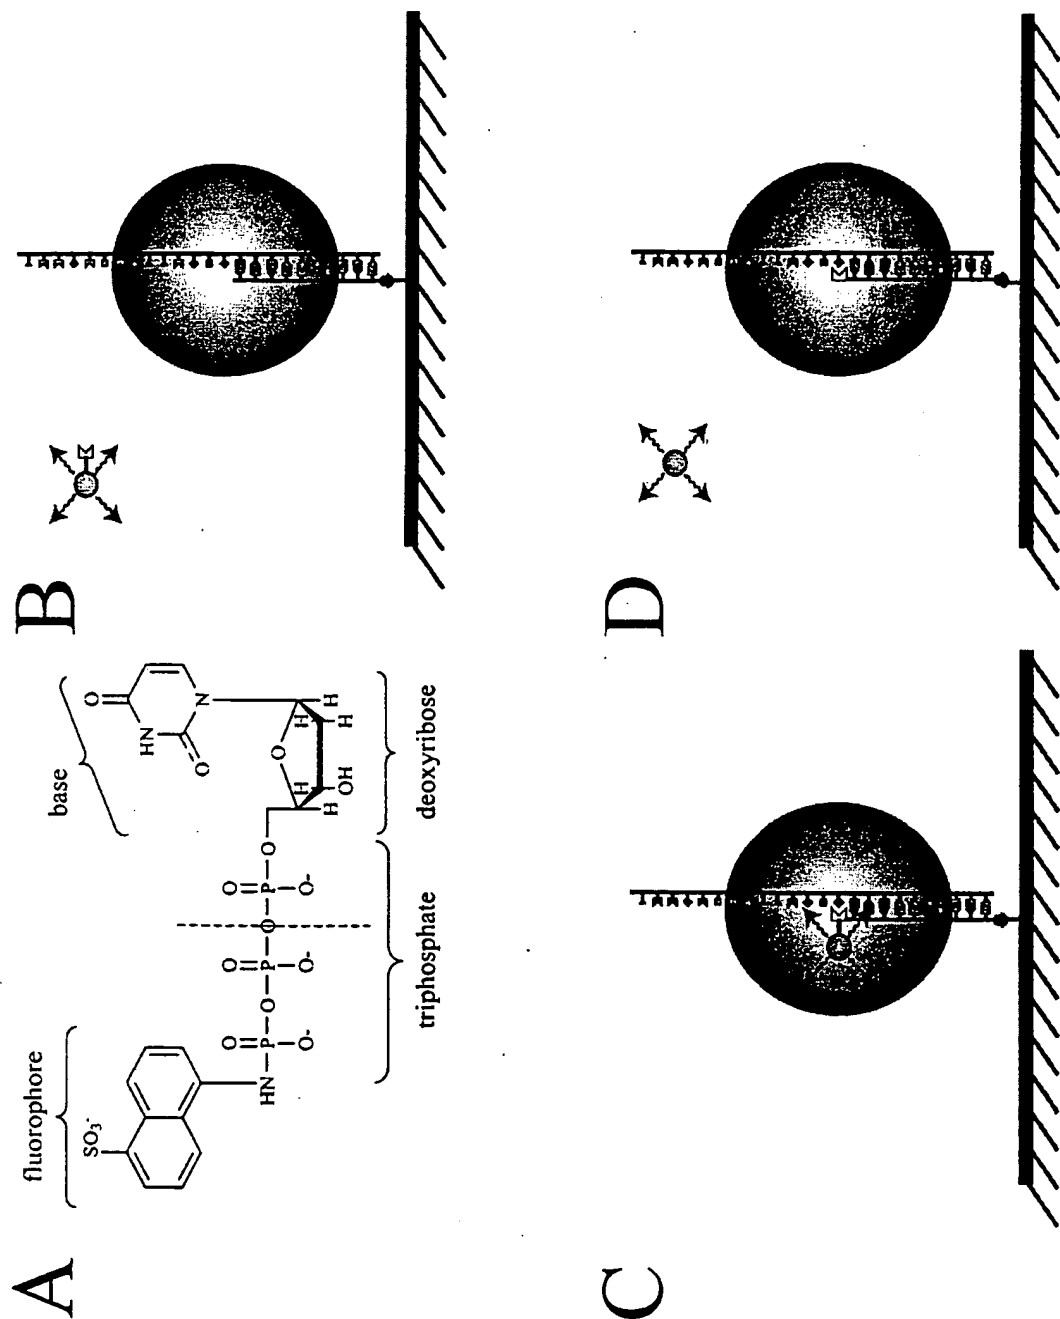 A
fluorophore
base
SO₃⁻
HN
O
P
O⁻
O
O
P
O⁻
O
O
P
O⁻
O
O
HN
O
N
O
H
H
H
H
H
OH
triphosphate
deoxyribose
B
C
D